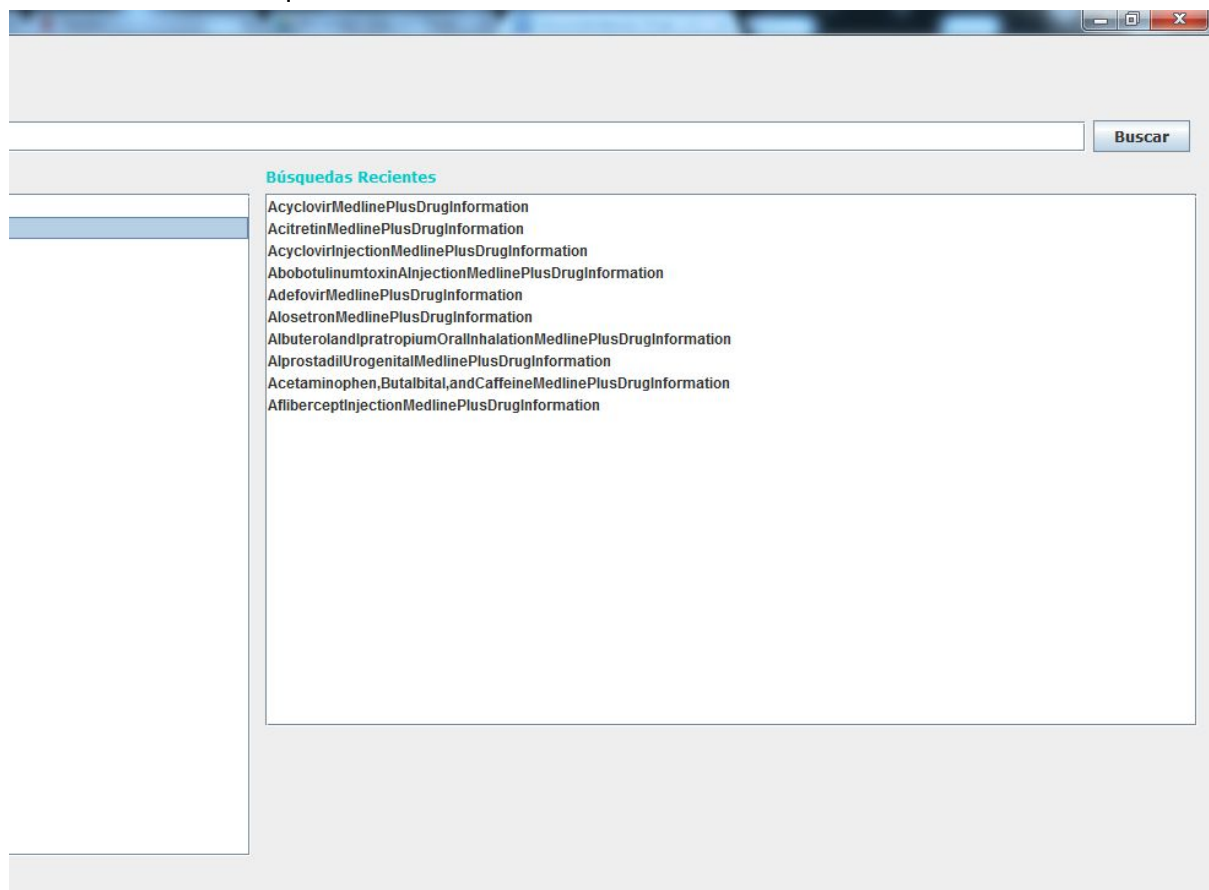 Buscar
Búsquedas Recientes
AcyclovirMedlinePlusDrugInformation
AcitretinMedlinePlusDrugInformation
AcyclovirInjectionMedlinePlusDrugInformation
AbobotulinumtoxinAInjectionMedlinePlusDrugInformation
AdefovirMedlinePlusDrugInformation
AlosetronMedlinePlusDrugInformation
AlbuterolandIpratropiumOralInhalationMedlinePlusDrugInformation
AlprostadilUrogenitalMedlinePlusDrugInformation
Acetaminophen,Butalbital,andCaffeineMedlinePlusDrugInformation
AfliberceptInjectionMedlinePlusDrugInformation